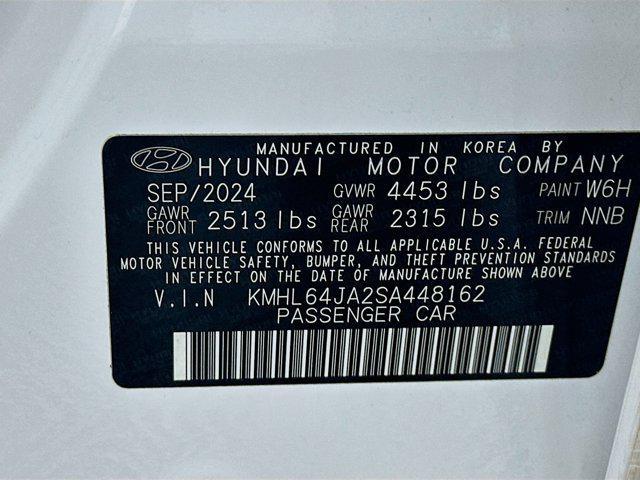 MANUFACTURED IN KOREA BY
HYUNDAI MOTOR COMPANY
SEP/2024 GVWR 4453 lbs PAINT W6H
GAWR FRONT 2513 lbs GAWR REAR 2315 lbs TRIM NNB
THIS VEHICLE CONFORMS TO ALL APPLICABLE U.S.A. FEDERAL
MOTOR VEHICLE SAFETY, BUMPER, AND THEFT PREVENTION STANDARDS
IN EFFECT ON THE DATE OF MANUFACTURE SHOWN ABOVE
V.I.N KMHL64JA2SA448162
PASSENGER CAR